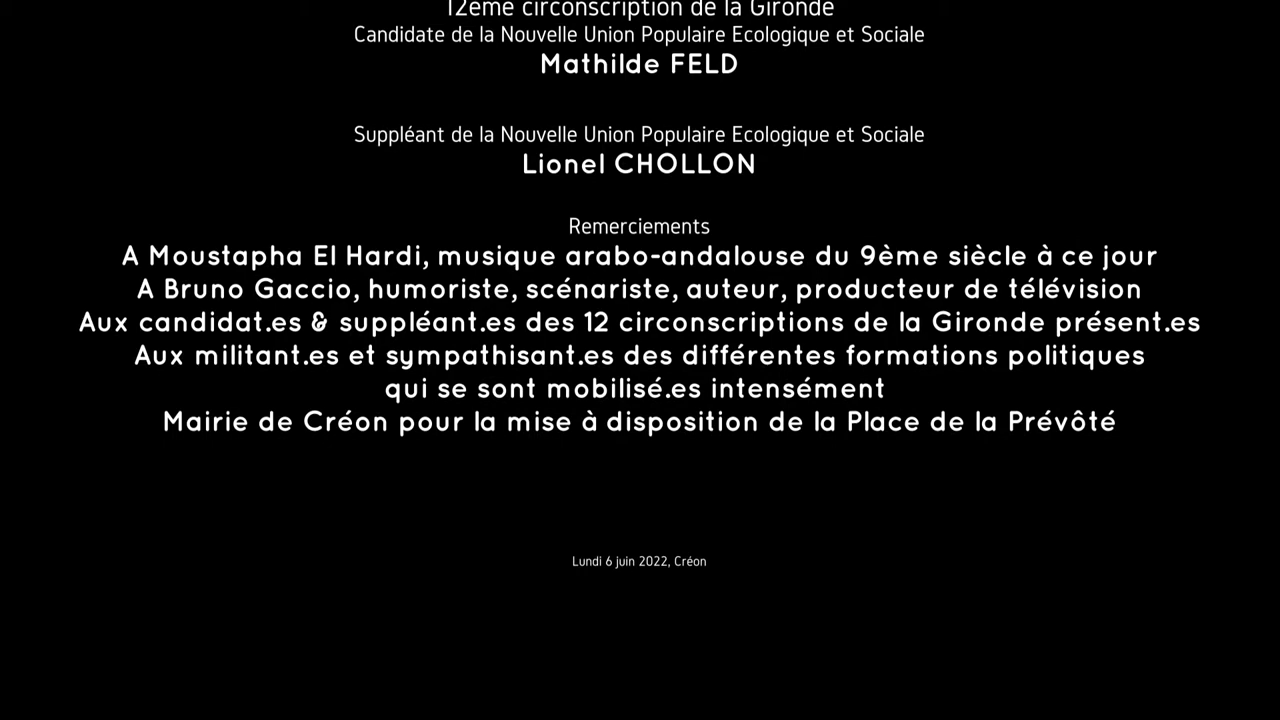 12ème circonscription de la Gironde
Candidate de la Nouvelle Union Populaire Ecologique et Sociale
Mathilde FELD
Suppléant de la Nouvelle Union Populaire Ecologique et Sociale
Lionel CHOLLON
Remerciements
A Moustapha El Hardi, musique arabo-andalouse du 9ème siècle à ce jour
A Bruno Gaccio, humoriste, scénariste, auteur, producteur de télévision
Aux candidat.es & suppléant.es des 12 circonscriptions de la Gironde présent.es
Aux militant.es et sympathisant.es des différentes formations politiques
qui se sont mobilisé.es intensément
Mairie de Créon pour la mise à disposition de la Place de la Prévôté
Lundi 6 juin 2022, Créon